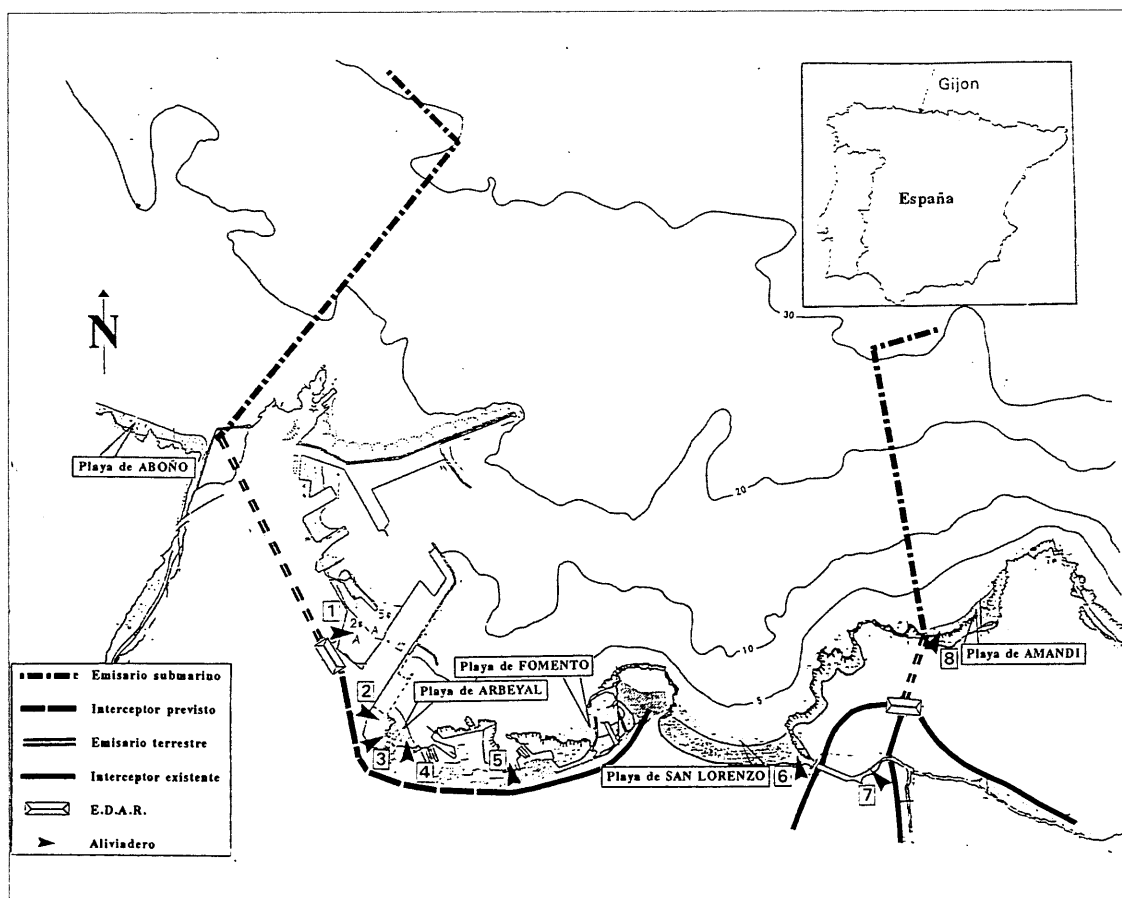 Gijon
España
30
N
Playa de ABOÑO
20
1
2
10
8
Playa de AMANDI
Playa de FOMENTO
Playa de ARBEYAL
5
2
3
4
5
Playa de SAN LORENZO
6
7
Emisario submarino
Interceptor previsto
Emisario terrestre
Interceptor existente
E.D.A.R.
Aliviadero